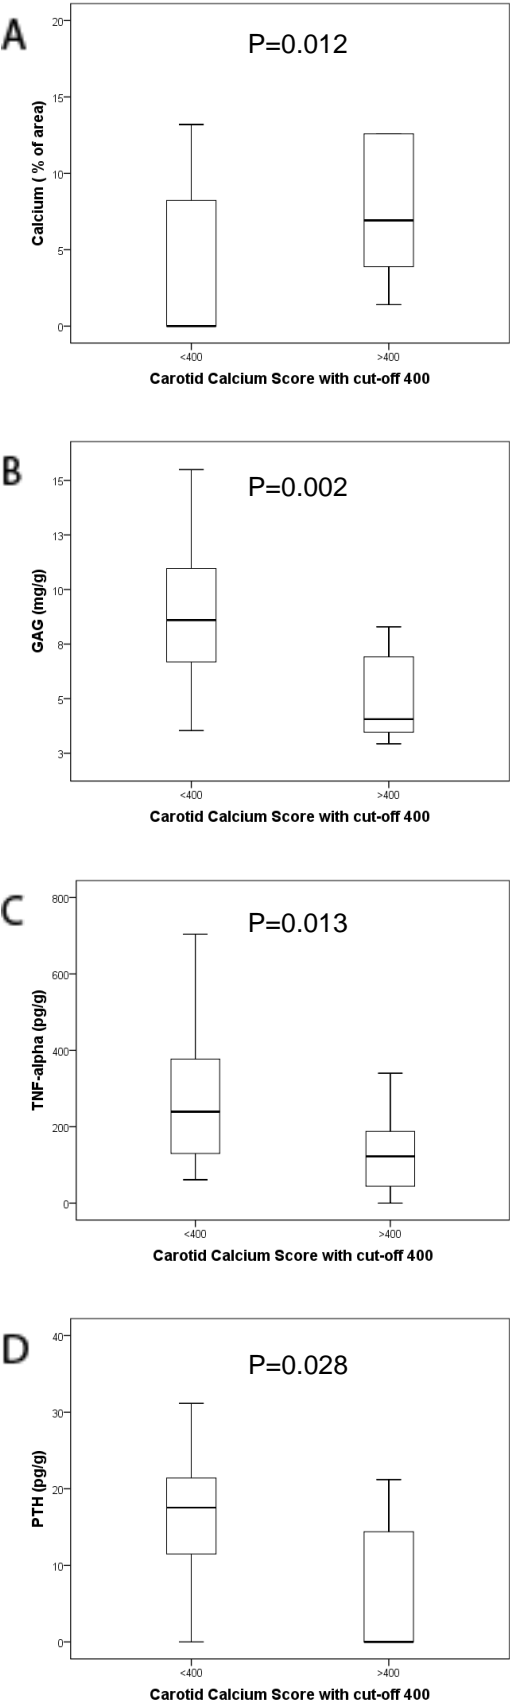 A
P=0.012
20
15
10
5
0
Calcium ( % of area)
<400 >400
Carotid Calcium Score with cut-off 400
B
P=0.002
15
13
10
8
5
3
GAG (mg/g)
<400 >400
Carotid Calcium Score with cut-off 400
C
P=0.013
800
600
400
200
0
TNF-alpha (pg/g)
<400 >400
Carotid Calcium Score with cut-off 400
D
P=0.028
40
30
20
10
0
PTH (pg/g)
<400 >400
Carotid Calcium Score with cut-off 400